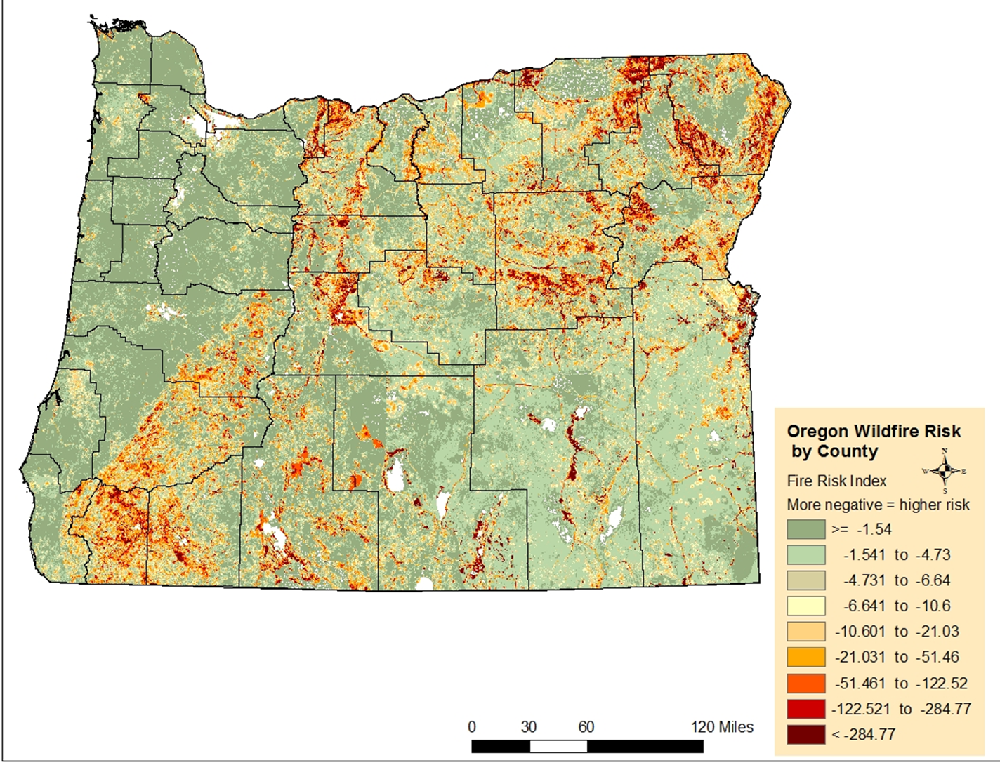 Oregon Wildfire Risk
by County
N
W E
S
Fire Risk Index
More negative = higher risk
>= -1.54
-1.541 to -4.73
-4.731 to -6.64
-6.641 to -10.6
-10.601 to -21.03
-21.031 to -51.46
-51.461 to -122.52
-122.521 to -284.77
< -284.77
0 30 60 120 Miles